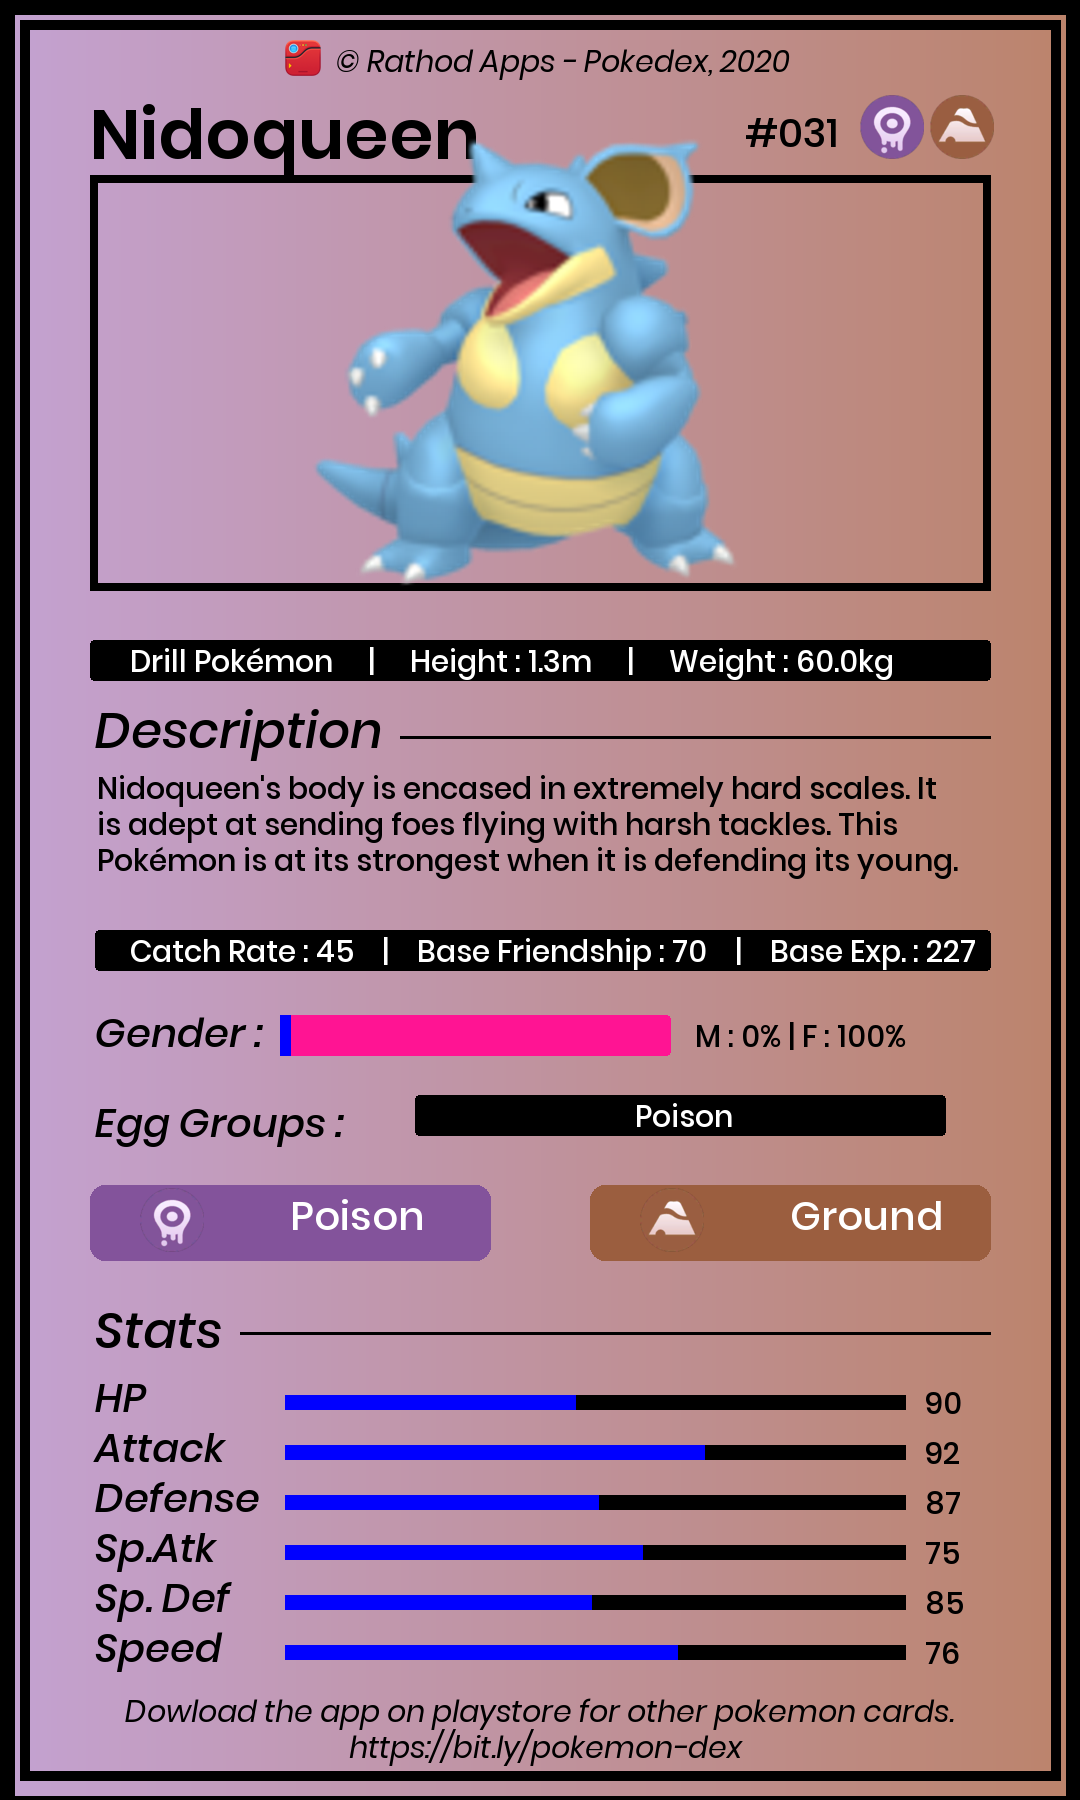 © Rathod Apps - Pokedex, 2020
Nidoqueen #031
Drill Pokémon | Height : 1.3m | Weight : 60.0kg
Description
Nidoqueen's body is encased in extremely hard scales. It
is adept at sending foes flying with harsh tackles. This
Pokémon is at its strongest when it is defending its young.
Catch Rate : 45 | Base Friendship : 70 | Base Exp. : 227
Gender : M : 0% | F : 100%
Egg Groups : Poison
Poison Ground
Stats
HP 90
Attack 92
Defense 87
Sp.Atk 75
Sp. Def 85
Speed 76
Dowload the app on playstore for other pokemon cards.
https://bit.ly/pokemon-dex